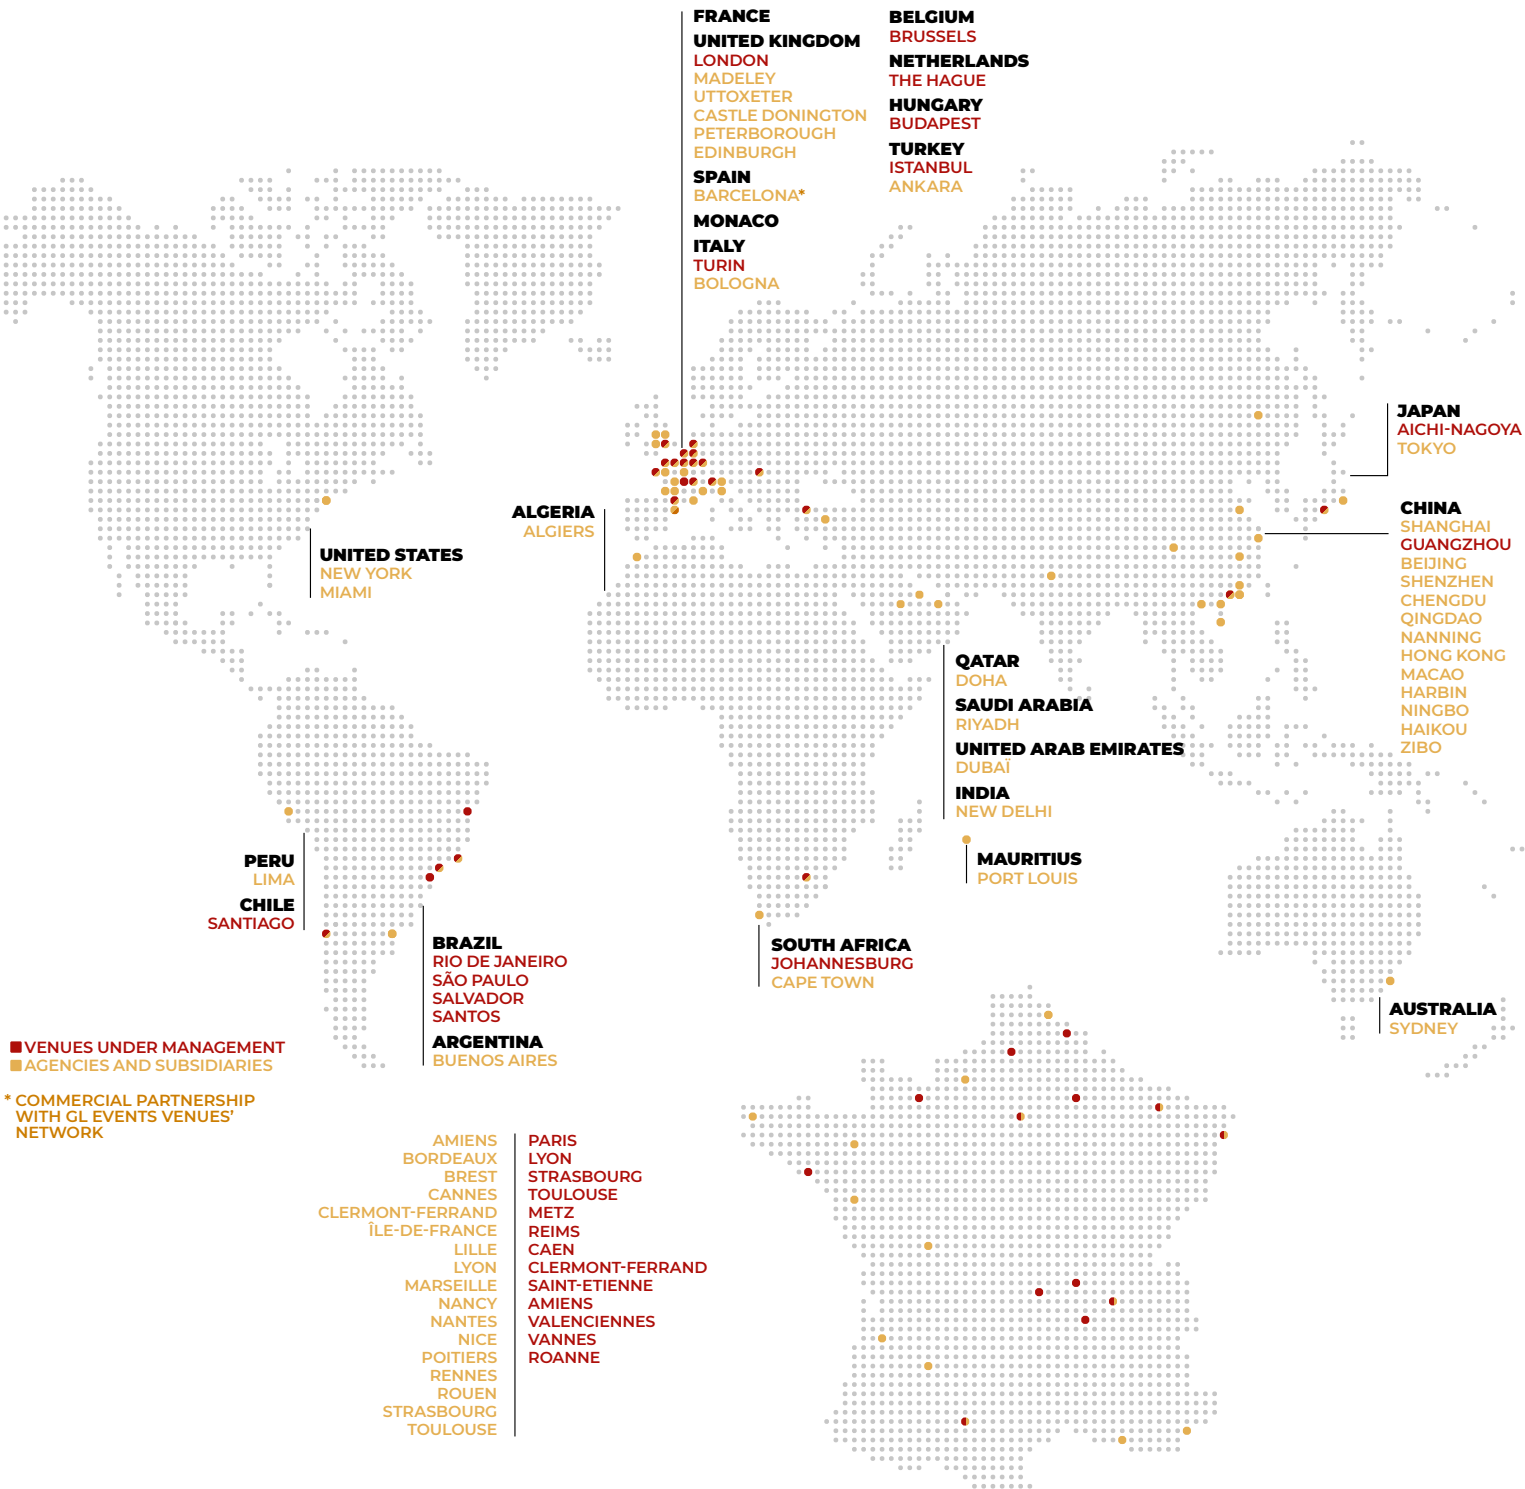 FRANCE
UNITED KINGDOM
LONDON
MADELEY
UTTOXETER
CASTLE DONINGTON
PETERBOROUGH
EDINBURGH
SPAIN
BARCELONA*
MONACO
ITALY
TURIN
BOLOGNA
BELGIUM
BRUSSELS
NETHERLANDS
THE HAGUE
HUNGARY
BUDAPEST
TURKEY
ISTANBUL
ANKARA
JAPAN
AICHI-NAGOYA
TOKYO
CHINA
SHANGHAI
GUANGZHOU
BEIJING
SHENZHEN
CHENGDU
QINGDAO
NANNING
HONG KONG
MACAO
HARBIN
NINGBO
HAIKOU
ZIBO
ALGERIA
ALGIERS
UNITED STATES
NEW YORK
MIAMI
QATAR
DOHA
SAUDI ARABIA
RIYADH
UNITED ARAB EMIRATES
DUBAÏ
INDIA
NEW DELHI
MAURITIUS
PORT LOUIS
PERU
LIMA
CHILE
SANTIAGO
BRAZIL
RIO DE JANEIRO
SÃO PAULO
SALVADOR
SANTOS
ARGENTINA
BUENOS AIRES
SOUTH AFRICA
JOHANNESBURG
CAPE TOWN
AUSTRALIA
SYDNEY
VENUES UNDER MANAGEMENT
AGENCIES AND SUBSIDIARIES
* COMMERCIAL PARTNERSHIP
WITH GL EVENTS VENUES'
NETWORK
AMIENS
BORDEAUX
BREST
CANNES
CLERMONT-FERRAND
ÎLE-DE-FRANCE
LILLE
LYON
MARSEILLE
NANCY
NANTES
NICE
POITIERS
RENNES
ROUEN
STRASBOURG
TOULOUSE
PARIS
LYON
STRASBOURG
TOULOUSE
METZ
REIMS
CAEN
CLERMONT-FERRAND
SAINT-ETIENNE
AMIENS
VALENCIENNES
VANNES
ROANNE